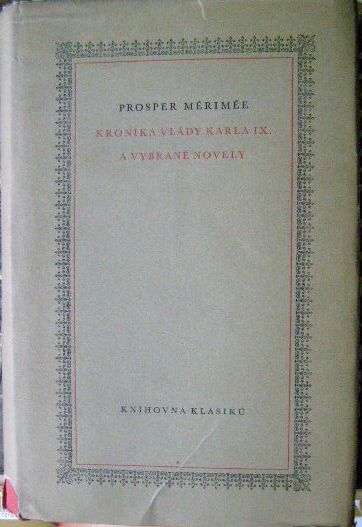 PROSPER MÉRIMÉE
KRONIKA VLÁDY KARLA IX.
A VYBRANÉ NOVELY
KNIHOVNA KLASIKŮ